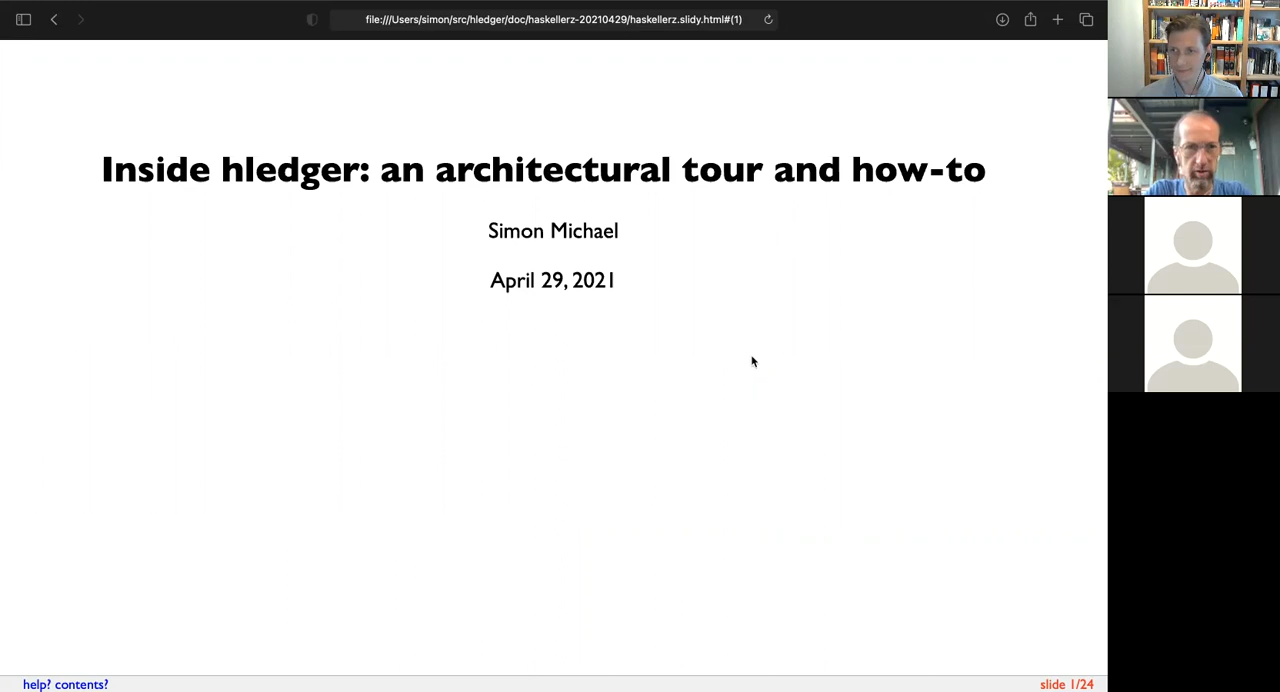 file:///Users/simon/src/hledger/doc/haskellerz-20210429/haskellerz.slidy.html#(1)
Inside hledger: an architectural tour and how-to
Simon Michael
April 29, 2021
help? contents?
slide 1/24